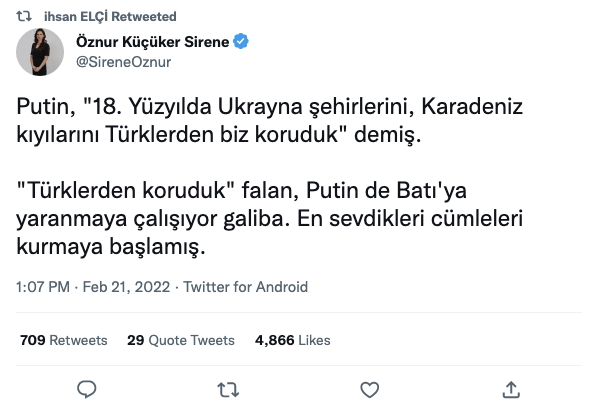 ihsan ELÇİ Retweeted
Öznur Küçüker Sirene
@SireneOznur
Putin, "18. Yüzyılda Ukrayna şehirlerini, Karadeniz
kıyılarını Türklerden biz koruduk" demiş.
"Türklerden koruduk" falan, Putin de Batı'ya
yaranmaya çalışıyor galiba. En sevdikleri cümleleri
kurmaya başlamış.
1:07 PM · Feb 21, 2022 · Twitter for Android
709 Retweets 29 Quote Tweets 4,866 Likes